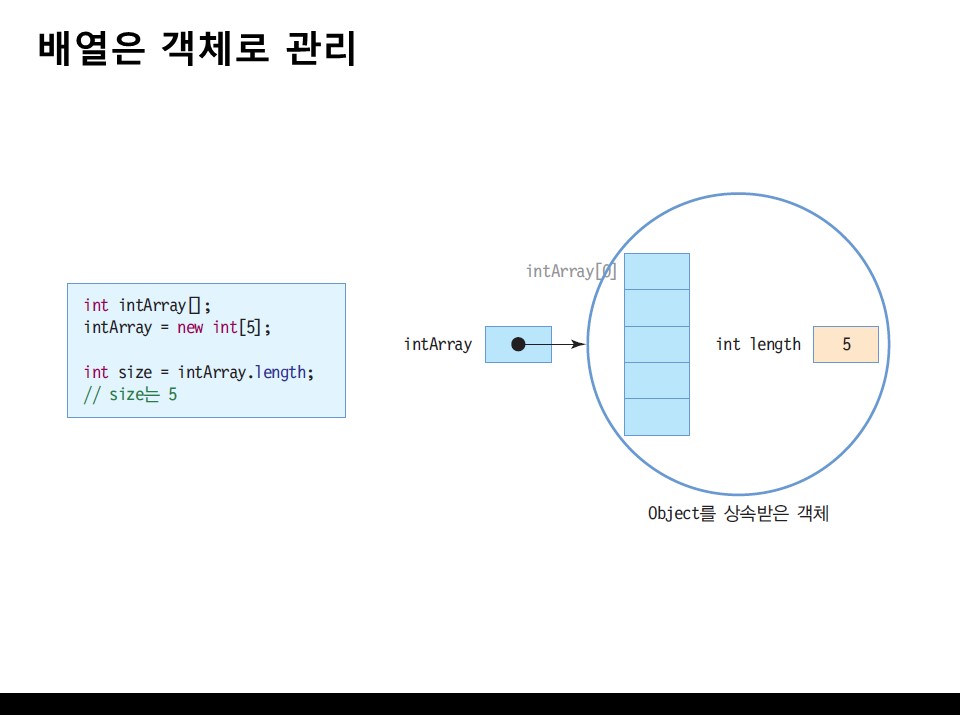 배열은 객체로 관리
int intArray[];
intArray = new int[5];
int size = intArray.length;
// size는 5
intArray[0]
intArray
int length
5
Object를 상속받은 객체